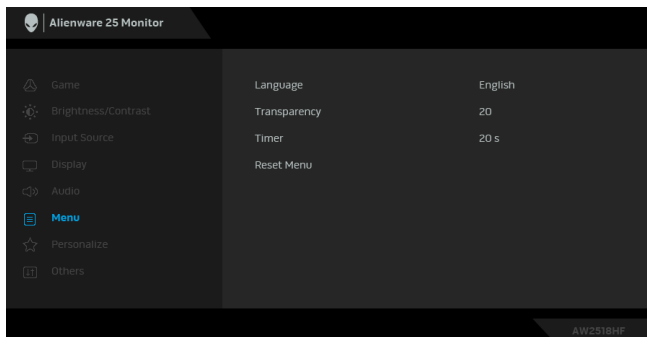 Alienware 25 Monitor
Game
Language English
Brightness/Contrast
Transparency 20
Input Source
Timer 20 s
Display
Reset Menu
Audio
Menu
Personalize
Others
AW2518HF